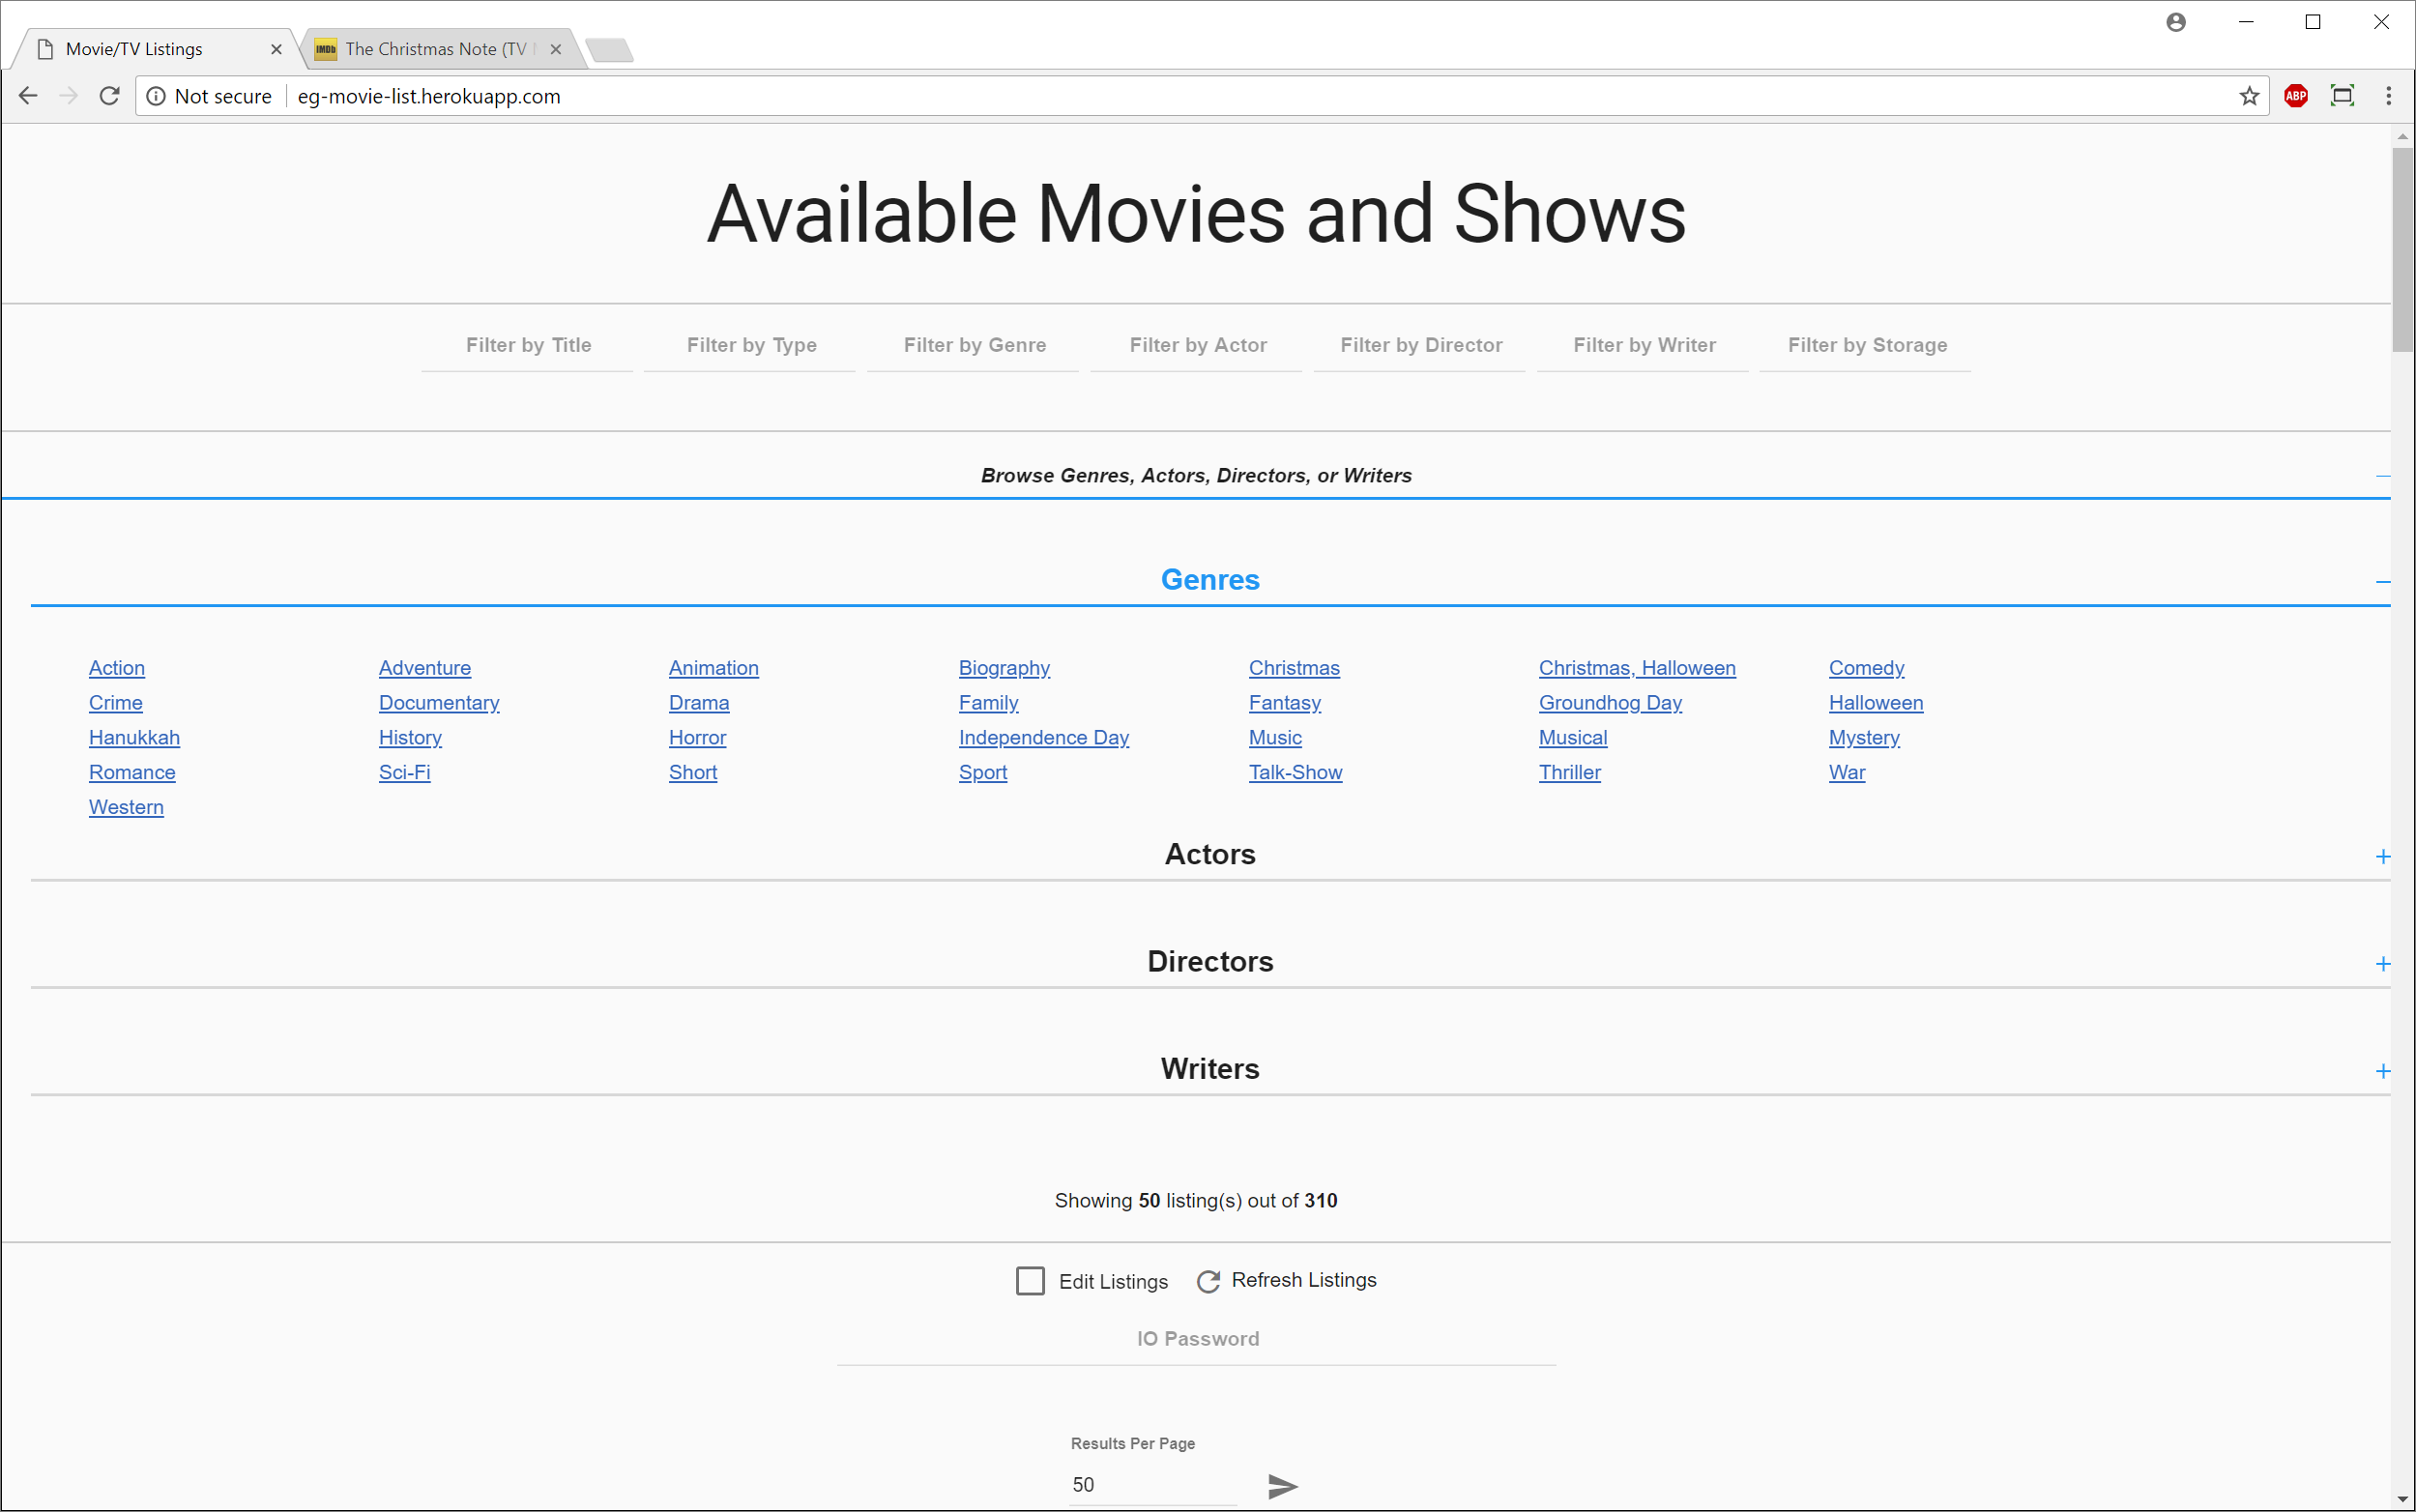 Movie/TV Listings
IMDb The Christmas Note (TV
Not secure eg-movie-list.herokuapp.com
ABP
Available Movies and Shows
Filter by Title Filter by Type Filter by Genre Filter by Actor Filter by Director Filter by Writer Filter by Storage
Browse Genres, Actors, Directors, or Writers
Genres
Action Adventure Animation Biography Christmas Christmas, Halloween Comedy
Crime Documentary Drama Family Fantasy Groundhog Day Halloween
Hanukkah History Horror Independence Day Music Musical Mystery
Romance Sci-Fi Short Sport Talk-Show Thriller War
Western
Actors
Directors
Writers
Showing 50 listing(s) out of 310
Edit Listings Refresh Listings
IO Password
Results Per Page
50